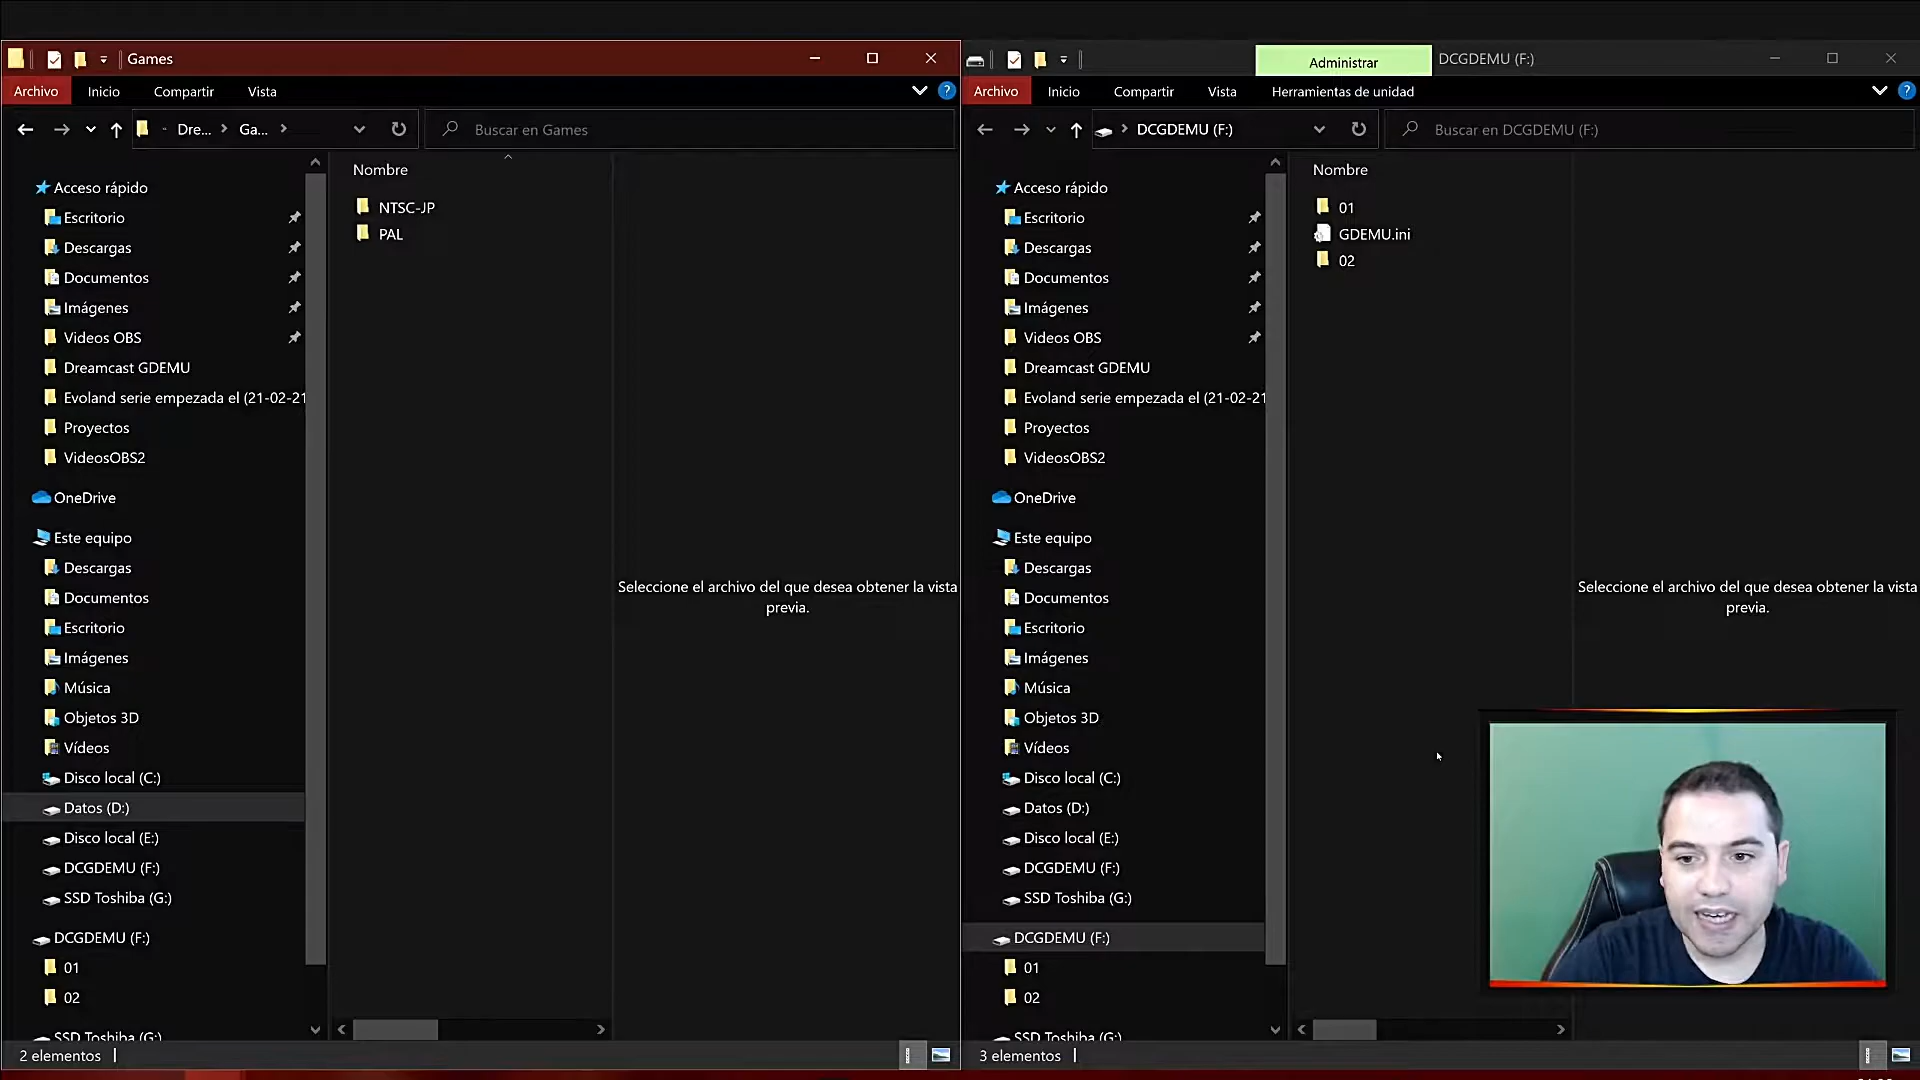 Games
Archivo
Inicio
Compartir
Vista
Dre...
Ga...
Buscar en Games
Acceso rápido
Escritorio
Descargas
Documentos
Imágenes
Videos OBS
Dreamcast GDEMU
Evoland serie empezada el (21-02-21
Proyectos
VideosOBS2
OneDrive
Este equipo
Descargas
Documentos
Escritorio
Imágenes
Música
Objetos 3D
Vídeos
Disco local (C:)
Datos (D:)
Disco local (E:)
DCGDEMU (F:)
SSD Toshiba (G:)
DCGDEMU (F:)
01
02
SSD Toshiba (G:)
Nombre
NTSC-JP
PAL
Seleccione el archivo del que desea obtener la vista
previa.
2 elementos
Administrar
DCGDEMU (F:)
Archivo
Inicio
Compartir
Vista
Herramientas de unidad
DCGDEMU (F:)
Buscar en DCGDEMU (F:)
Acceso rápido
Escritorio
Descargas
Documentos
Imágenes
Videos OBS
Dreamcast GDEMU
Evoland serie empezada el (21-02-21
Proyectos
VideosOBS2
OneDrive
Este equipo
Descargas
Documentos
Escritorio
Imágenes
Música
Objetos 3D
Vídeos
Disco local (C:)
Datos (D:)
Disco local (E:)
DCGDEMU (F:)
SSD Toshiba (G:)
DCGDEMU (F:)
01
02
SSD Toshiba (G:)
Nombre
01
GDEMU.ini
02
Seleccione el archivo del que desea obtener la vista
previa.
3 elementos